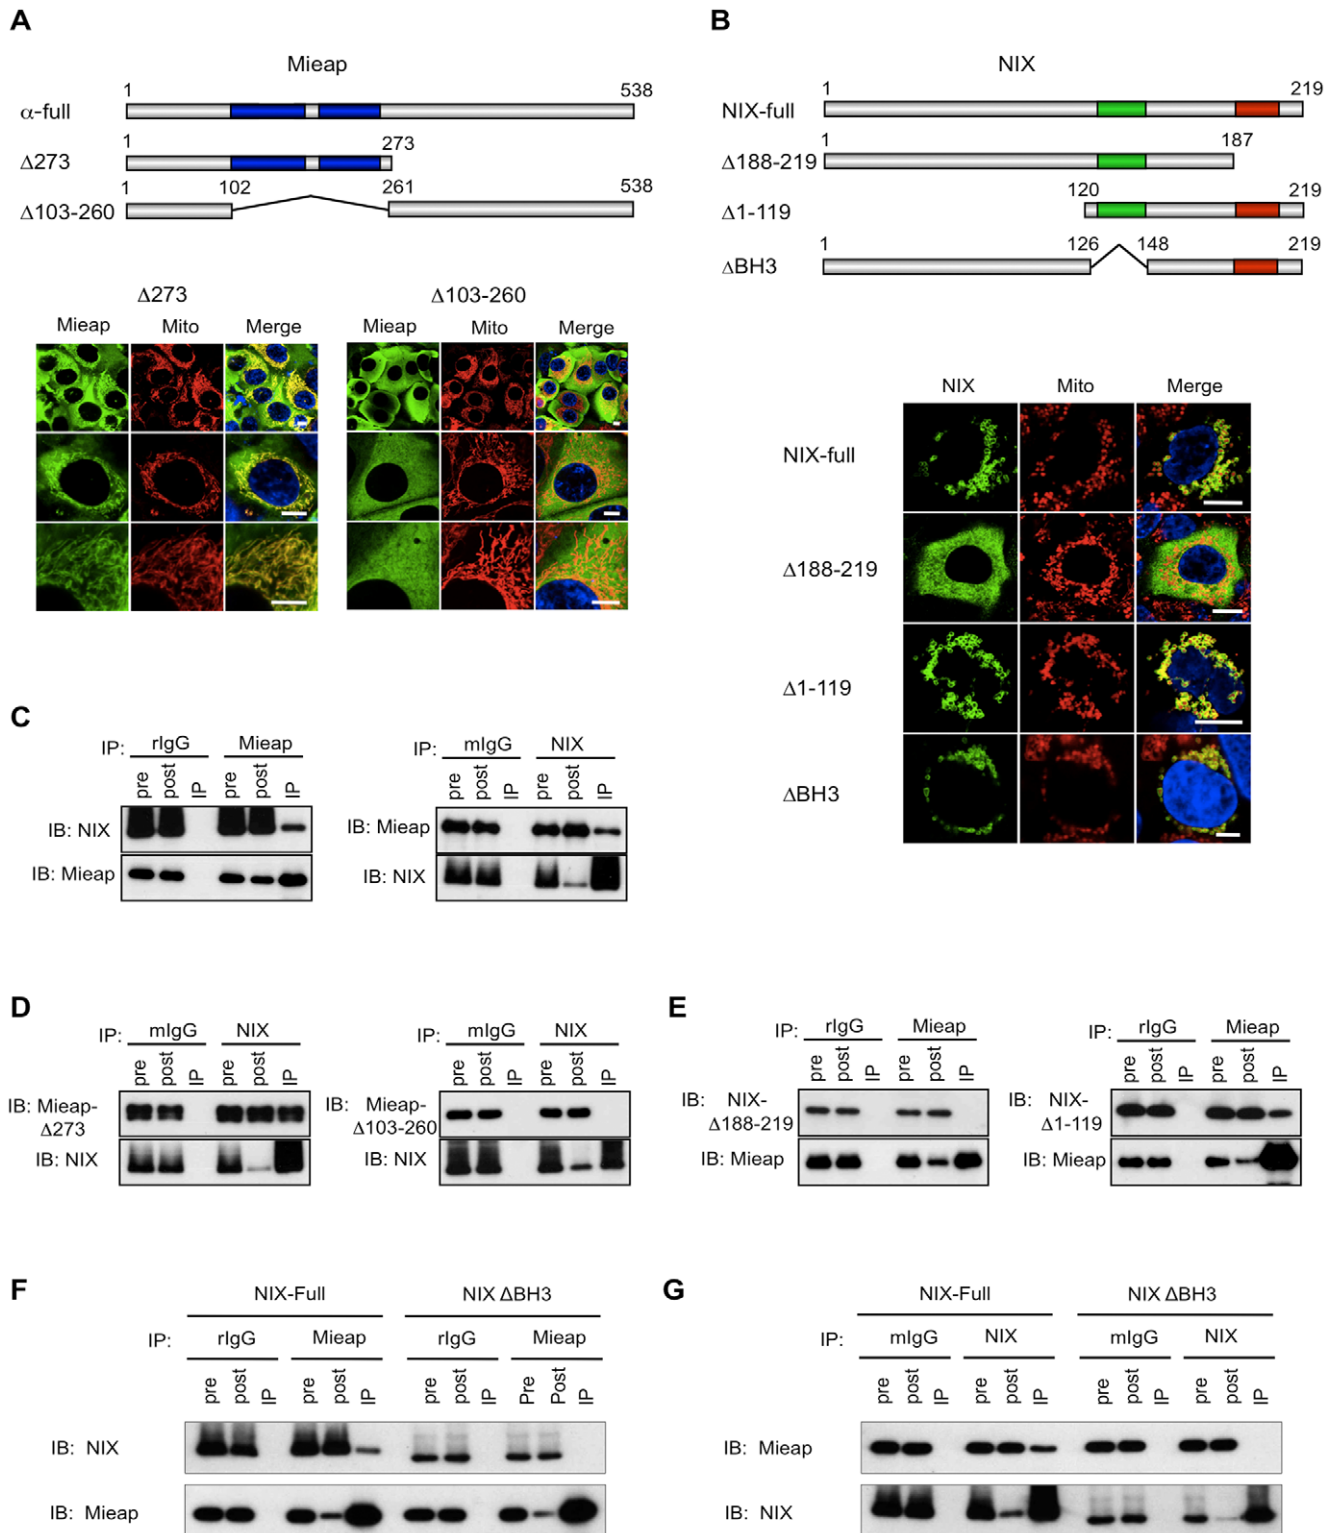 A
Mieap
1 538
α-full
1 273
Δ273
1 102 261 538
Δ103-260
Δ273 Δ103-260
Mieap Mito Merge Mieap Mito Merge
B
NIX
1 219
NIX-full
1 187
Δ188-219
120 219
Δ1-119
1 126 148 219
ΔBH3
NIX Mito Merge
NIX-full
Δ188-219
Δ1-119
ΔBH3
C
IP: rIgG Mieap
pre post IP pre post IP
IB: NIX
IB: Mieap
IP: mIgG NIX
pre post IP pre post IP
IB: Mieap
IB: NIX
D
IP: mIgG NIX
pre post IP pre post IP
IB: Mieap-
Δ273
IB: NIX
IP: mIgG NIX
pre post IP pre post IP
IB: Mieap-
Δ103-260
IB: NIX
E
IP: rIgG Mieap
pre post IP pre post IP
IB: NIX-
Δ188-219
IB: Mieap
IP: rIgG Mieap
pre post IP pre post IP
IB: NIX-
Δ1-119
IB: Mieap
F
NIX-Full NIX ΔBH3
IP: rIgG Mieap rIgG Mieap
pre post IP pre post IP pre post IP Pre Post IP
IB: NIX
IB: Mieap
G
NIX-Full NIX ΔBH3
IP: mIgG NIX mIgG NIX
pre post IP pre post IP pre post IP pre post IP
IB: Mieap
IB: NIX